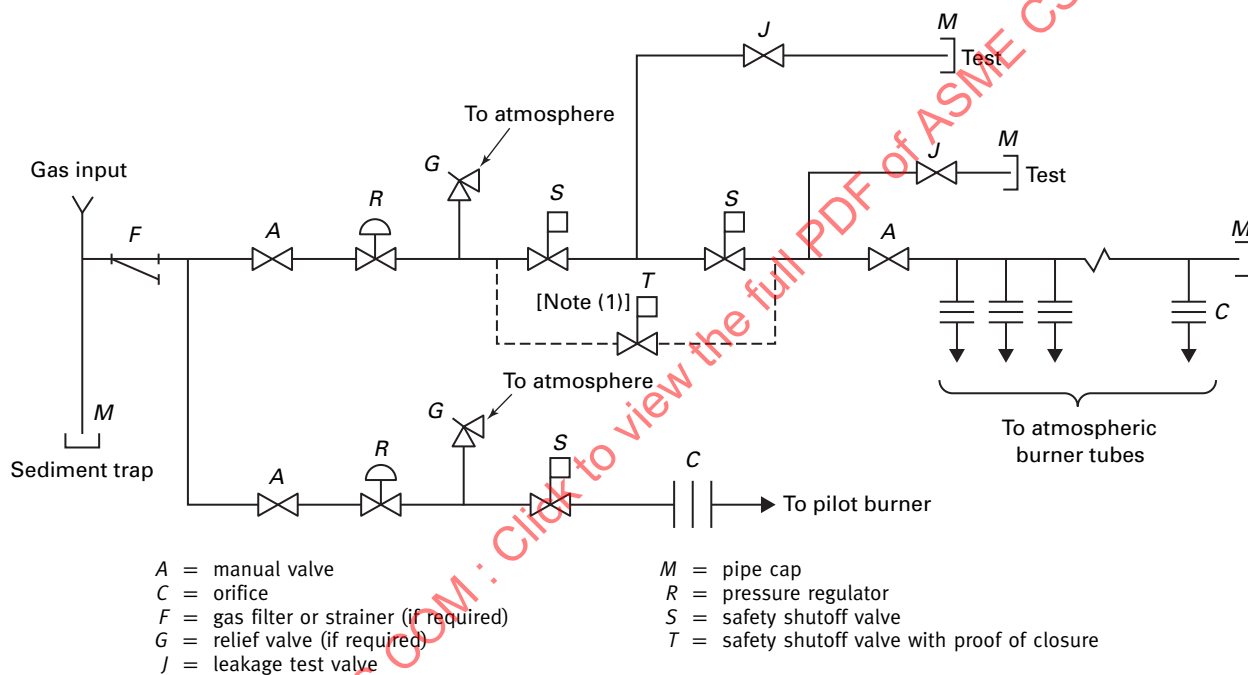 J
M
Test
To atmosphere
J
M
Test
Gas input
G
F
A
R
S
S
A
M
T
[Note (1)]
C
To atmosphere
To atmospheric
burner tubes
M
Sediment trap
G
A
R
S
C
To pilot burner
A = manual valve
C = orifice
F = gas filter or strainer (if required)
G = relief valve (if required)
J = leakage test valve
M = pipe cap
R = pressure regulator
S = safety shutoff valve
T = safety shutoff valve with proof of closure
COM : Click to view the full PDF of ASME